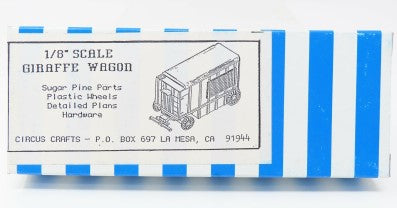 1/8" SCALE
GIRAFFE WAGON
Sugar Pine Parts
Plastic Wheels
Detailed Plans
Hardware
CIRCUS CRAFTS - P.O. BOX 697 LA MESA, CA 91944